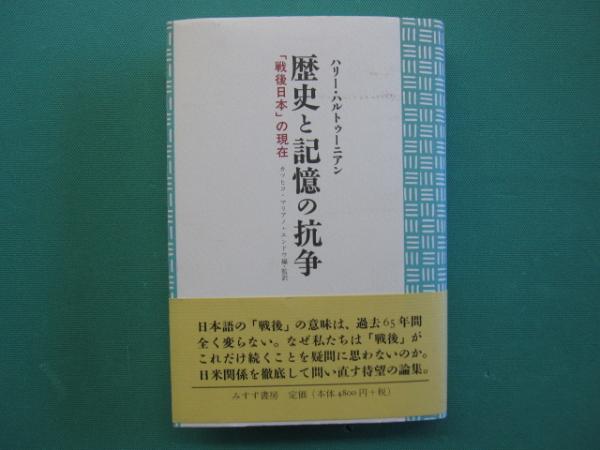 ハリー・ハルトゥーニアン
歴史と記憶の抗争
「戦後日本」の現在
カツヒコ・マリアノ・エンドウ編・監訳
日本語の「戦後」の意味は、過去65年間
全く変らない。なぜ私たちは「戦後」が
これだけ続くことを疑問に思わないのか。
日米関係を徹底して問い直す待望の論集。
みすず書房 定価(本体4800円+税)